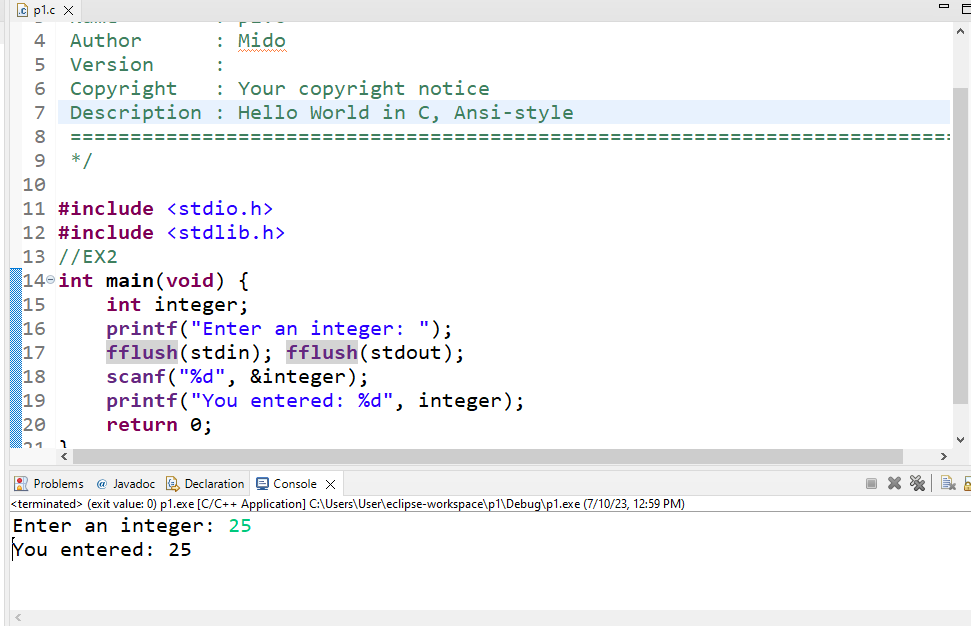 p1.c
4 Author      :  Mido
5 Version     :
6 Copyright   : Your copyright notice
7 Description : Hello World in C, Ansi-style
8 ==========================================================================
9 */
10
11 #include <stdio.h>
12 #include <stdlib.h>
13 //EX2
14 int main(void) {
15     int integer;
16     printf("Enter an integer: ");
17     fflush(stdin); fflush(stdout);
18     scanf("%d", &integer);
19     printf("You entered: %d", integer);
20     return 0;
21 }
Problems @ Javadoc Declaration Console
<terminated> (exit value: 0) p1.exe [C/C++ Application] C:\Users\User\eclipse-workspace\p1\Debug\p1.exe (7/10/23, 12:59 PM)
Enter an integer: 25
You entered: 25